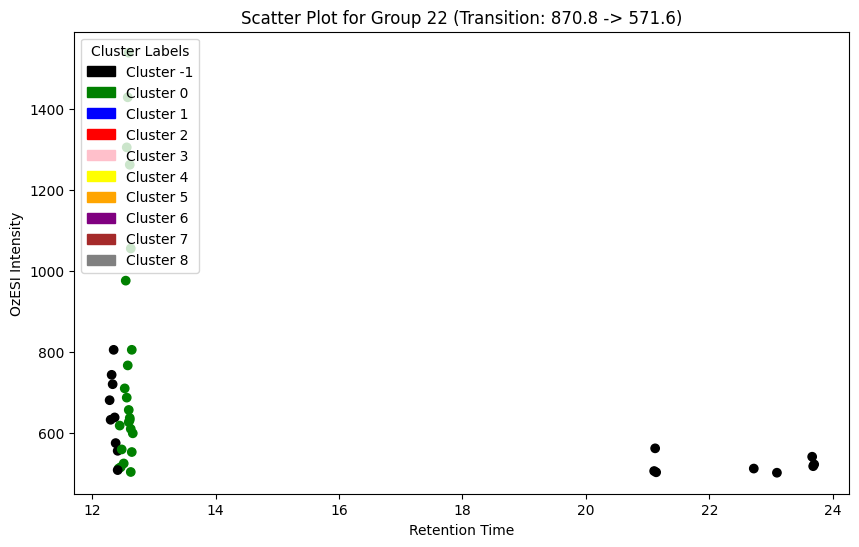 Scatter Plot for Group 22 (Transition: 870.8 -> 571.6)
Cluster Labels
Cluster -1
Cluster 0
Cluster 1
Cluster 2
Cluster 3
Cluster 4
Cluster 5
Cluster 6
Cluster 7
Cluster 8
OzESI Intensity
1400
1200
1000
800
600
12 14 16 18 20 22 24
Retention Time